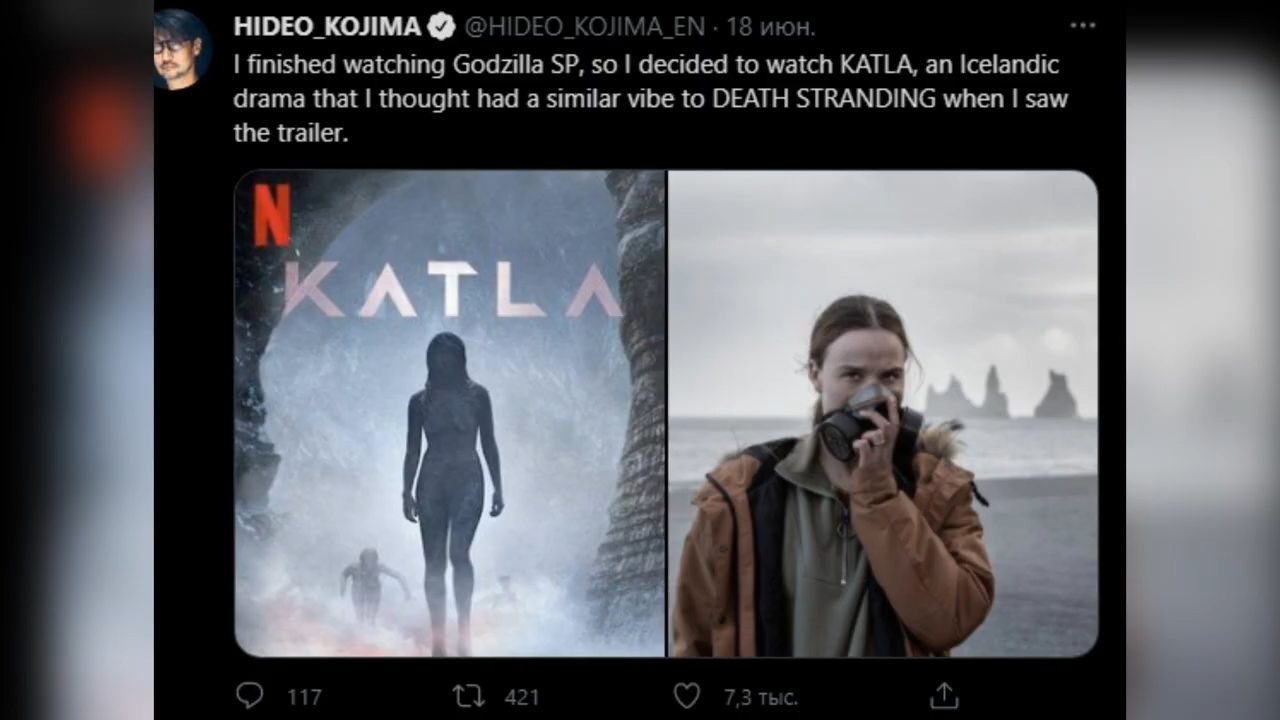 HIDEO_KOJIMA @HIDEO_KOJIMA_EN · 18 июн.
I finished watching Godzilla SP, so I decided to watch KATLA, an Icelandic
drama that I thought had a similar vibe to DEATH STRANDING when I saw
the trailer.
N
KATLA
117 421 7,3 тыс.